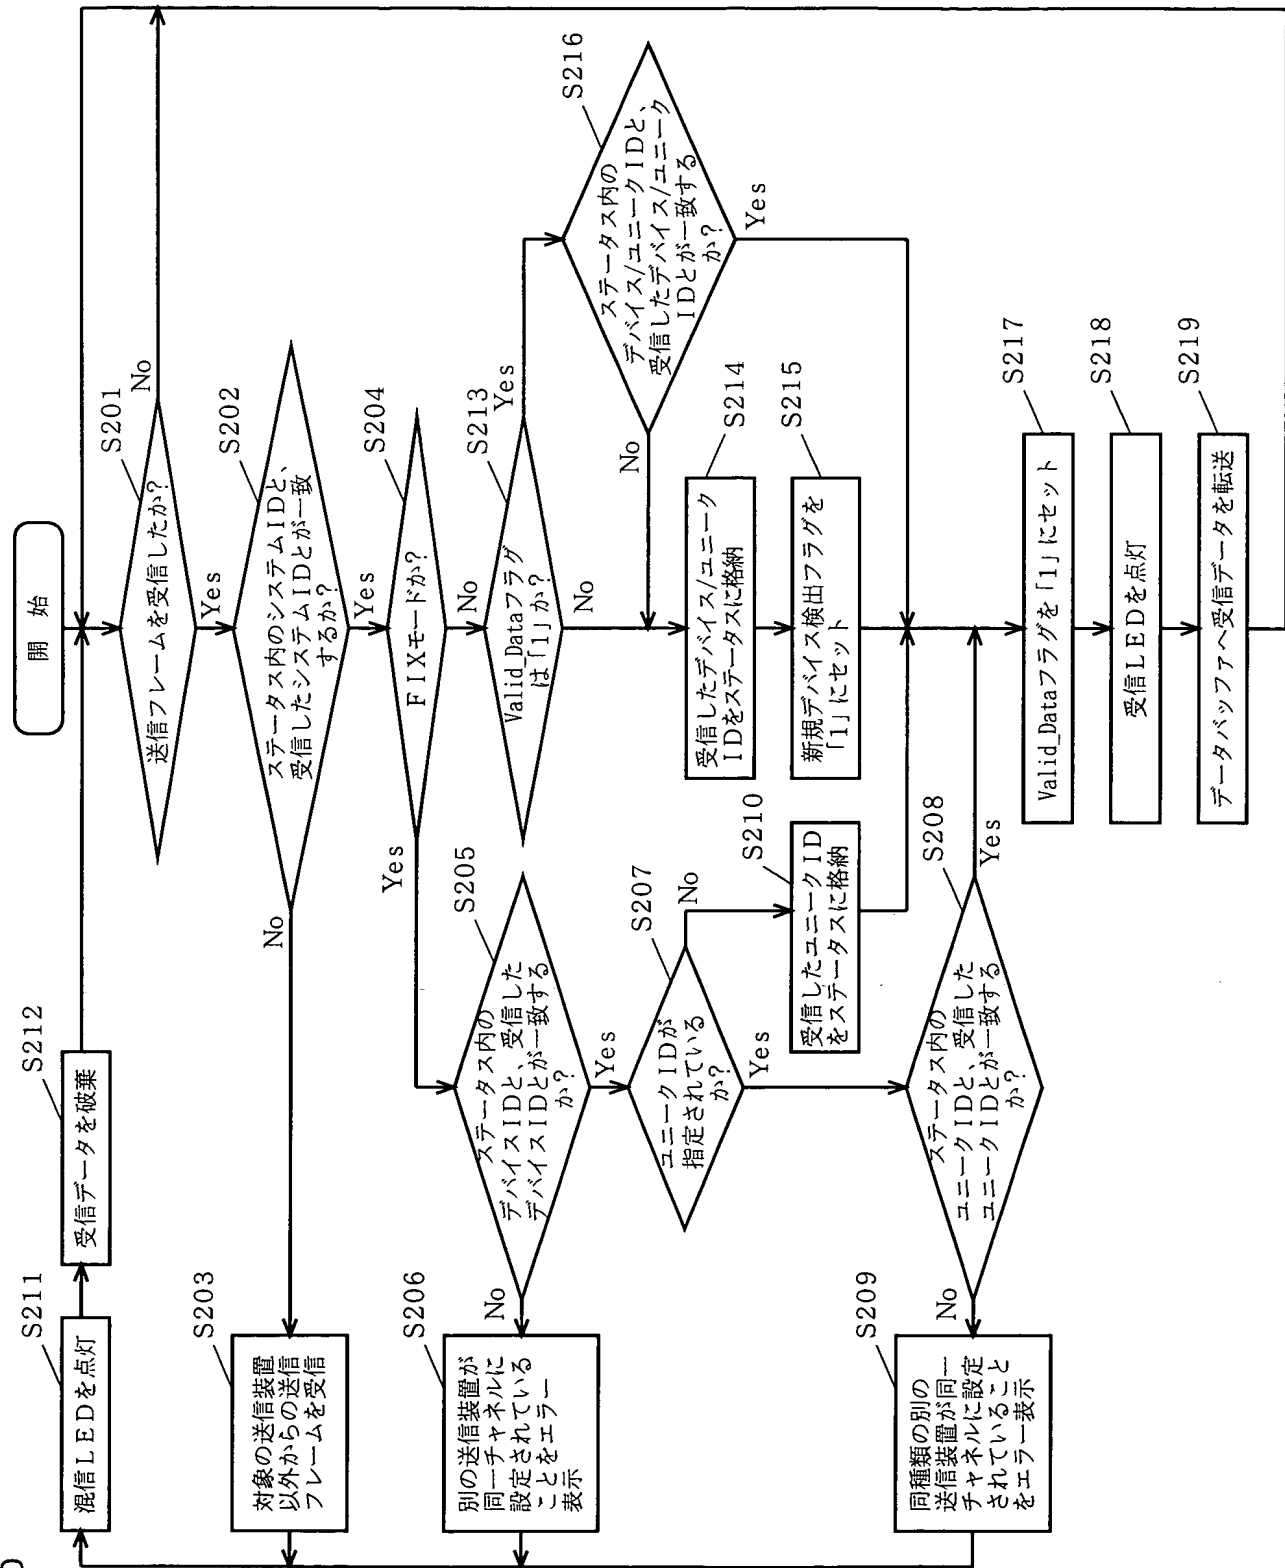 開　始
S201
送信フレームを受信したか?
No
Yes
S202
ステータス内のシステムIDと、
受信したシステムIDとが一致
するか?
No
Yes
S203
対象の送信装置
以外からの送信
フレームを受信
S204
FIXモードか?
Yes
No
S205
ステータス内の
デバイスIDと、受信した
デバイスIDとが一致する
か?
No
Yes
S206
別の送信装置が
同一チャネルに
設定されている
ことをエラー
表示
S207
ユニークIDが
指定されている
か?
No
Yes
S208
ステータス内の
ユニークIDと、受信した
ユニークIDとが一致する
か?
No
Yes
S209
同種類の別の
送信装置が同一
チャネルに設定
されていること
をエラー表示
S210
受信したユニークID
をステータスに格納
S211
混信LEDを点灯
S212
受信データを破棄
S213
Valid_Dataフラグ
は「1」か?
Yes
No
S214
受信したデバイス/ユニーク
IDをステータスに格納
S215
新規デバイス検出フラグを
「1」にセット
S216
ステータス内の
デバイス/ユニークIDと、
受信したデバイス/ユニーク
IDとが一致する
か?
No
Yes
S217
Valid_Dataフラグを「1」にセット
S218
受信LEDを点灯
S219
データバッファへ受信データを転送